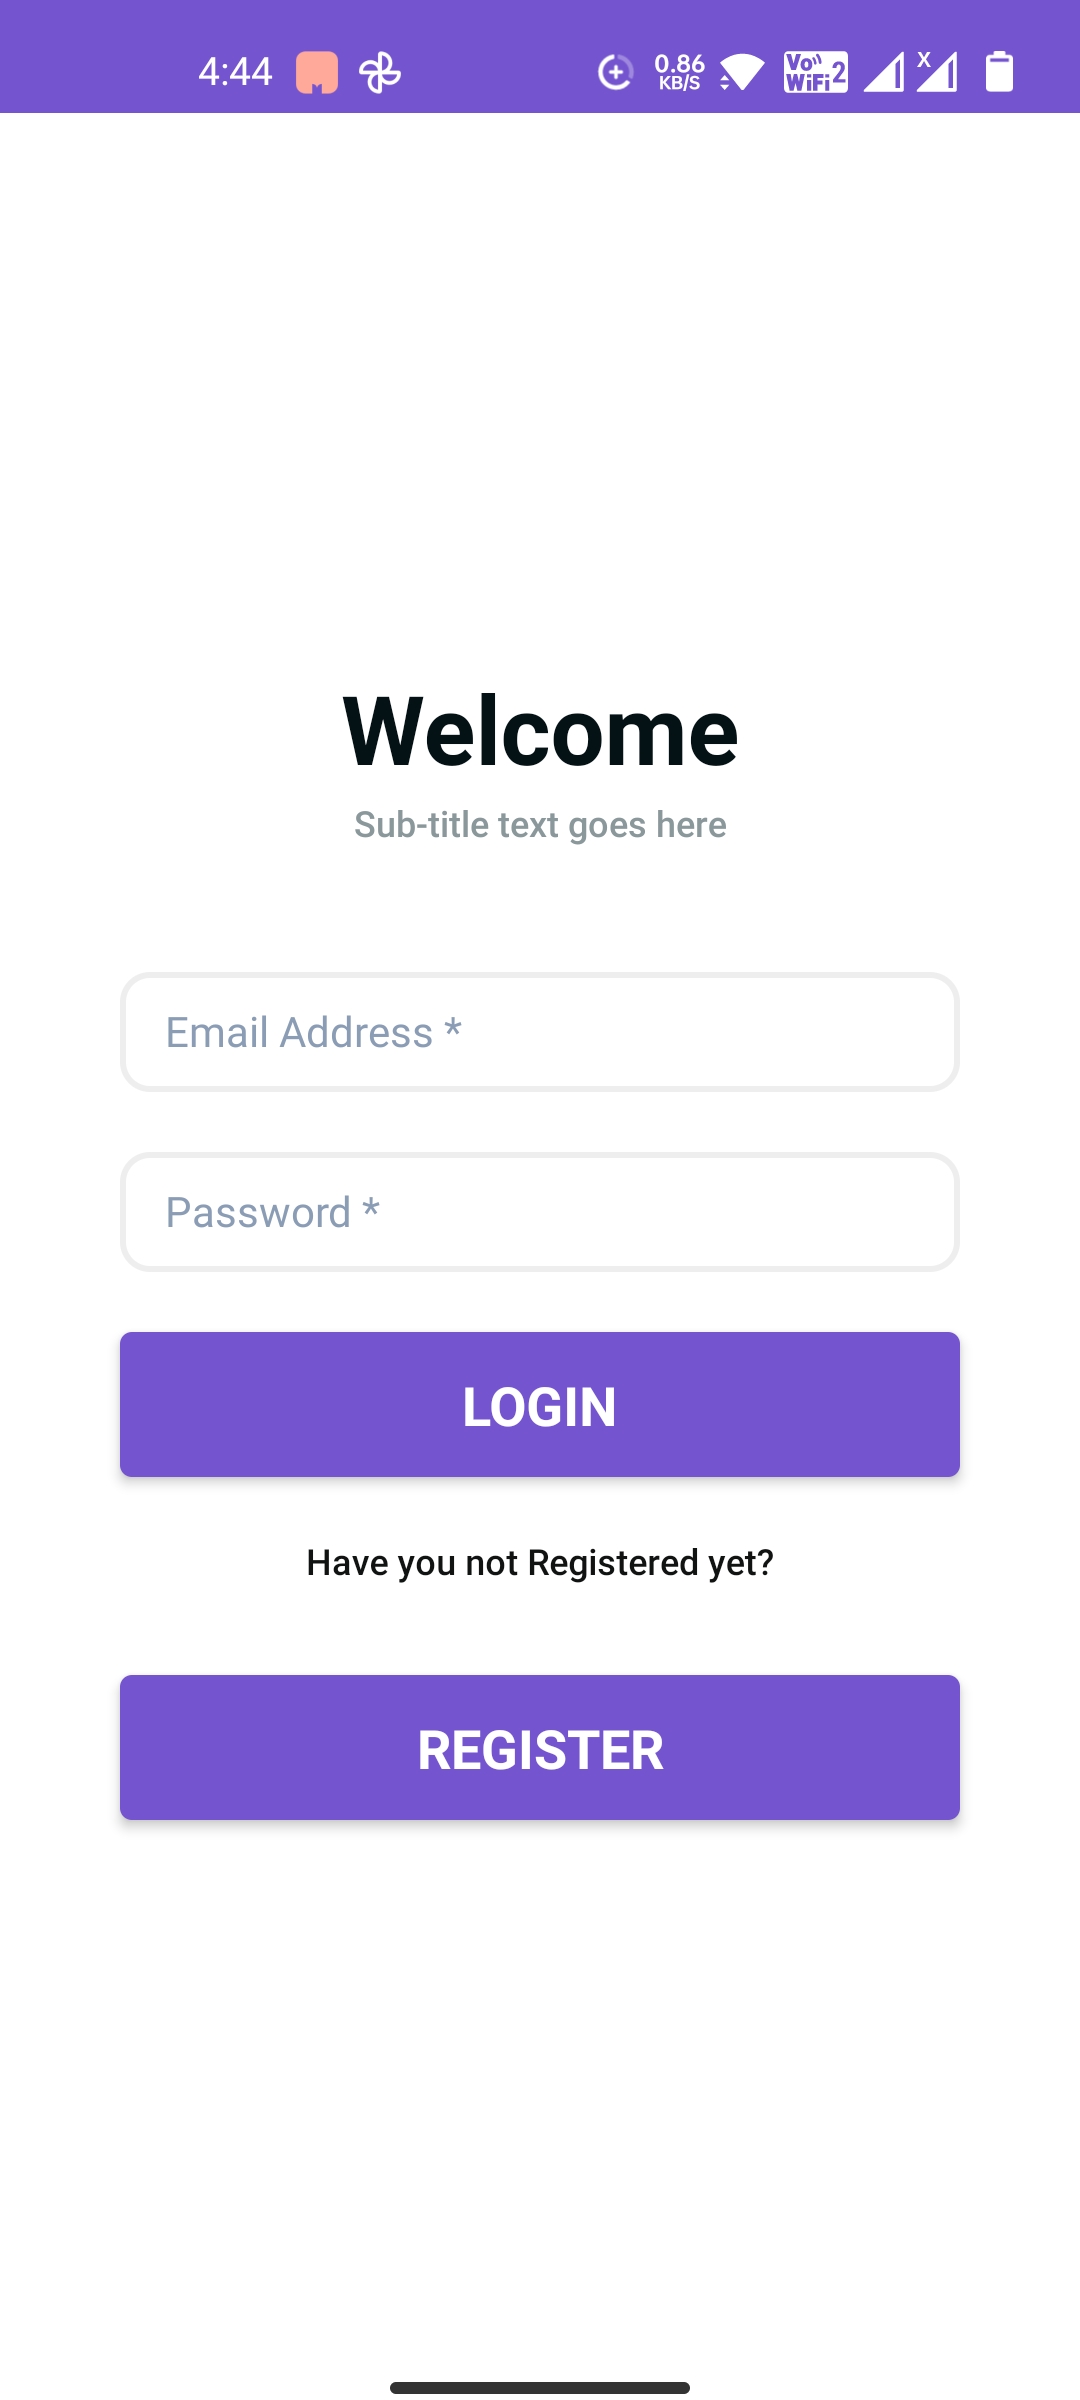 4:44 0.86 KB/S Vo WiFi 2 X
Welcome
Sub-title text goes here
Email Address *
Password *
LOGIN
Have you not Registered yet?
REGISTER